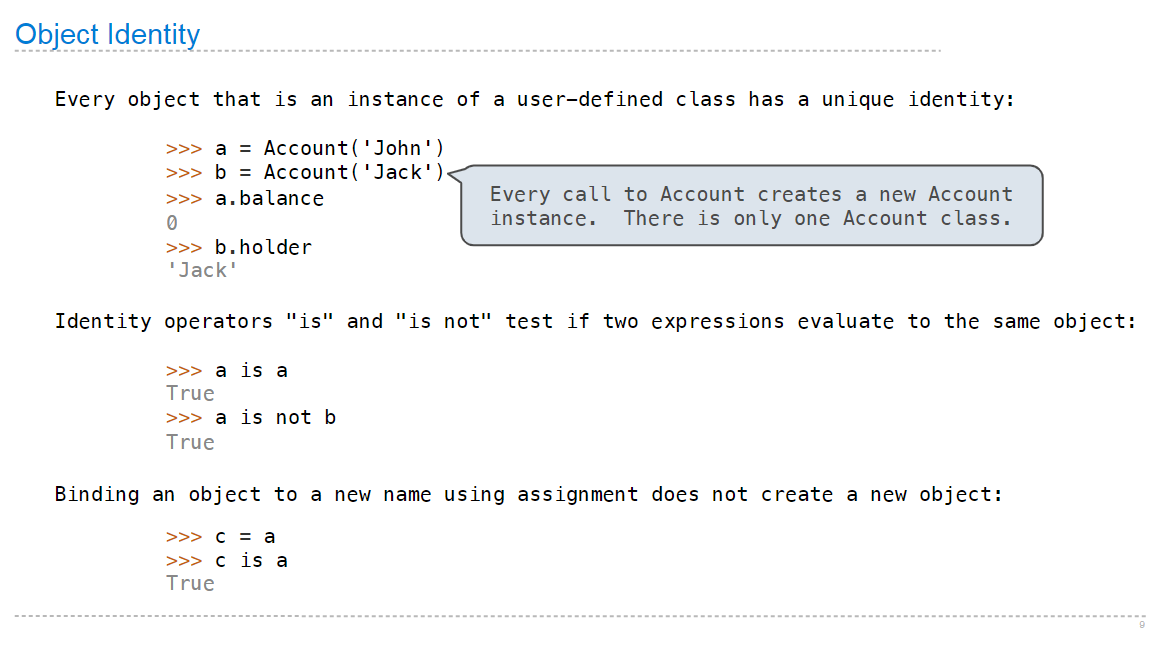 Object Identity
Every object that is an instance of a user-defined class has a unique identity:
>>> a = Account('John')
>>> b = Account('Jack')
>>> a.balance
0
>>> b.holder
'Jack'
Every call to Account creates a new Account
instance.  There is only one Account class.
Identity operators "is" and "is not" test if two expressions evaluate to the same object:
>>> a is a
True
>>> a is not b
True
Binding an object to a new name using assignment does not create a new object:
>>> c = a
>>> c is a
True
9